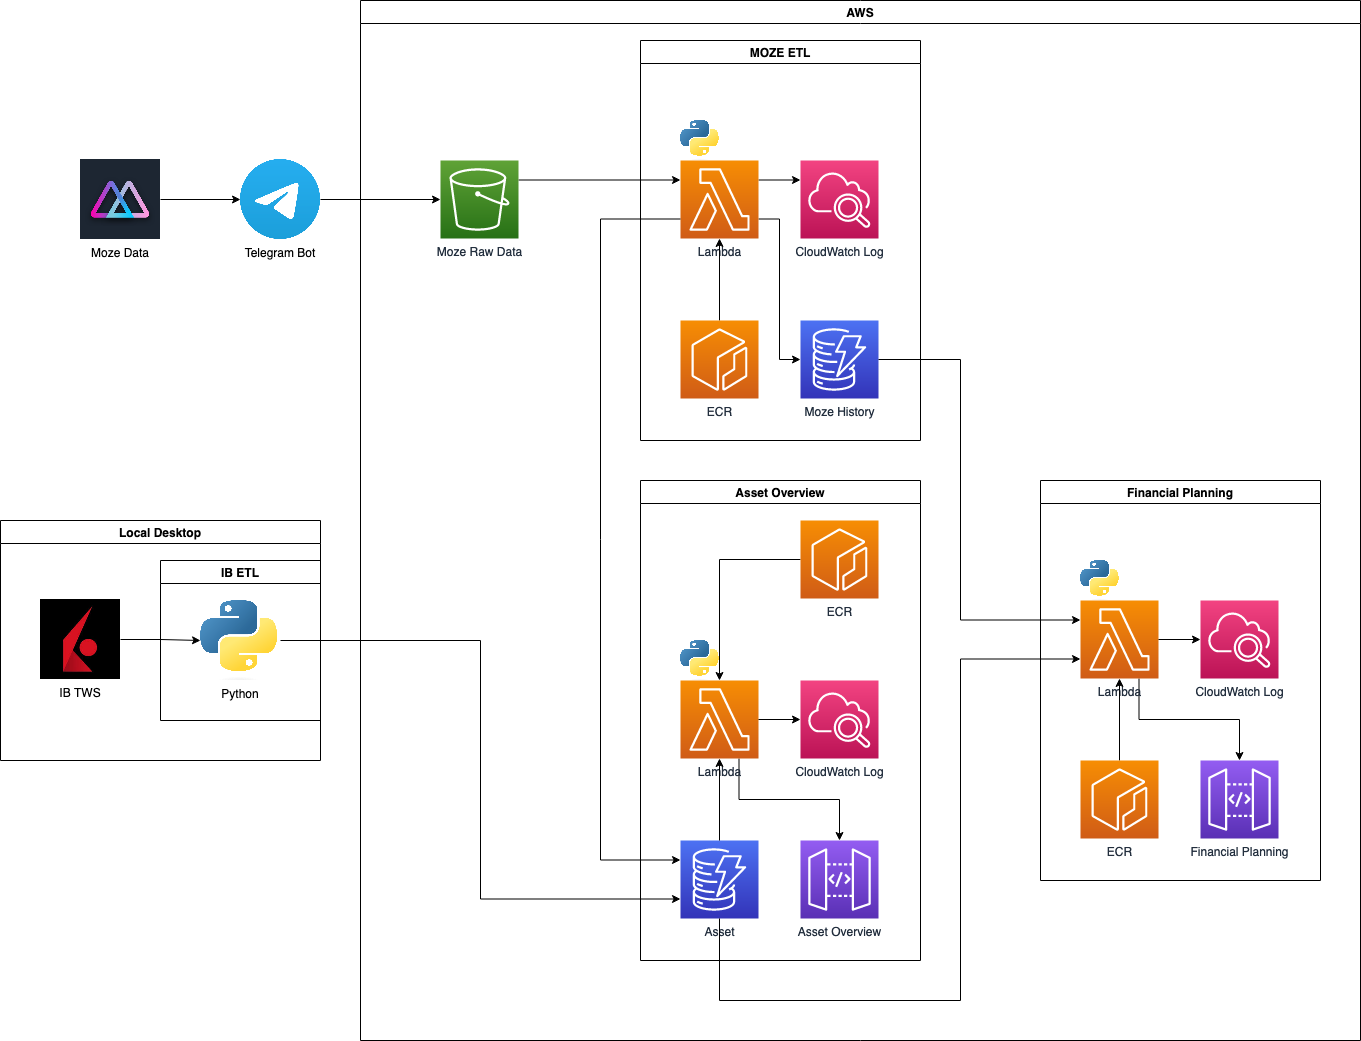 AWS
MOZE ETL
Moze Data
Telegram Bot
Moze Raw Data
Lambda
CloudWatch Log
ECR
Moze History
Asset Overview
Financial Planning
Local Desktop
IB ETL
ECR
IB TWS
Python
Lambda
CloudWatch Log
Lambda
CloudWatch Log
ECR
Financial Planning
Asset
Asset Overview